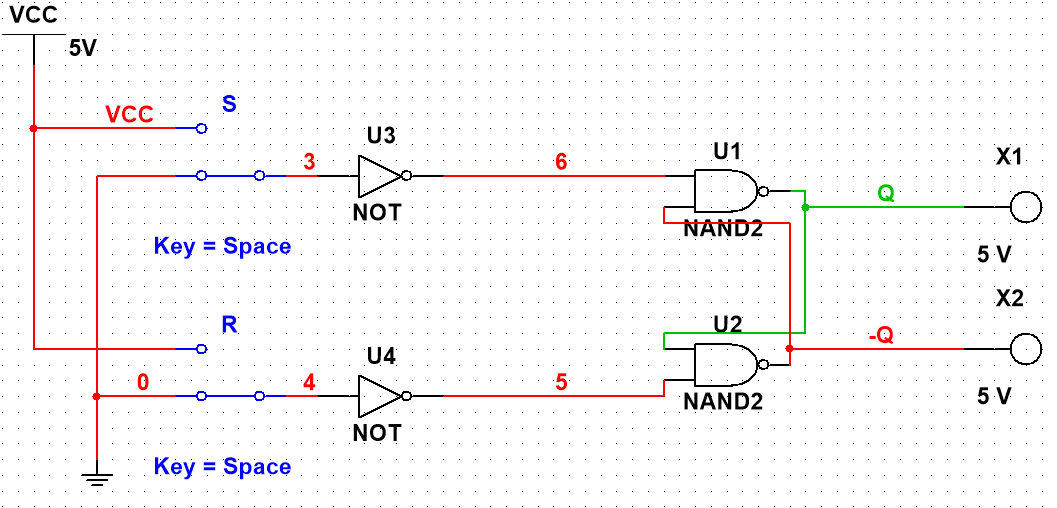 VCC
5V
VCC
S
3
U3
NOT
6
U1
NAND2
Q
X1
5 V
Key = Space
R
0
4
U4
NOT
5
U2
NAND2
-Q
X2
5 V
Key = Space